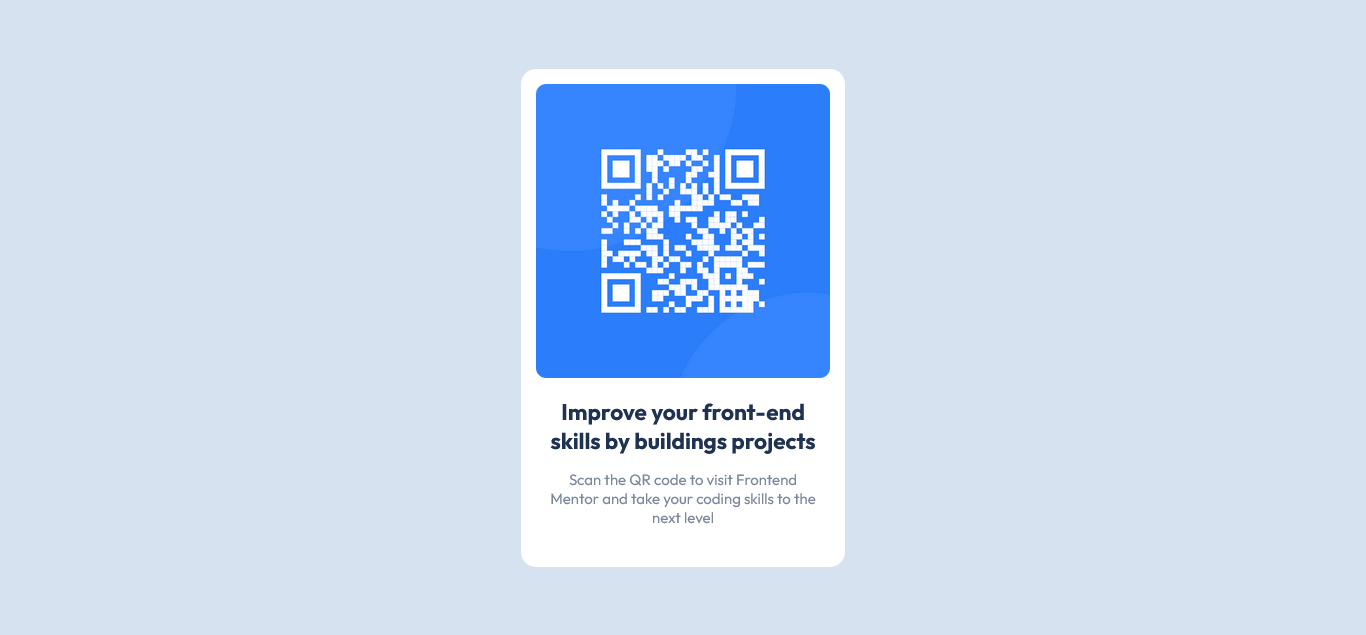 Improve your front-end
skills by buildings projects
Scan the QR code to visit Frontend
Mentor and take your coding skills to the
next level